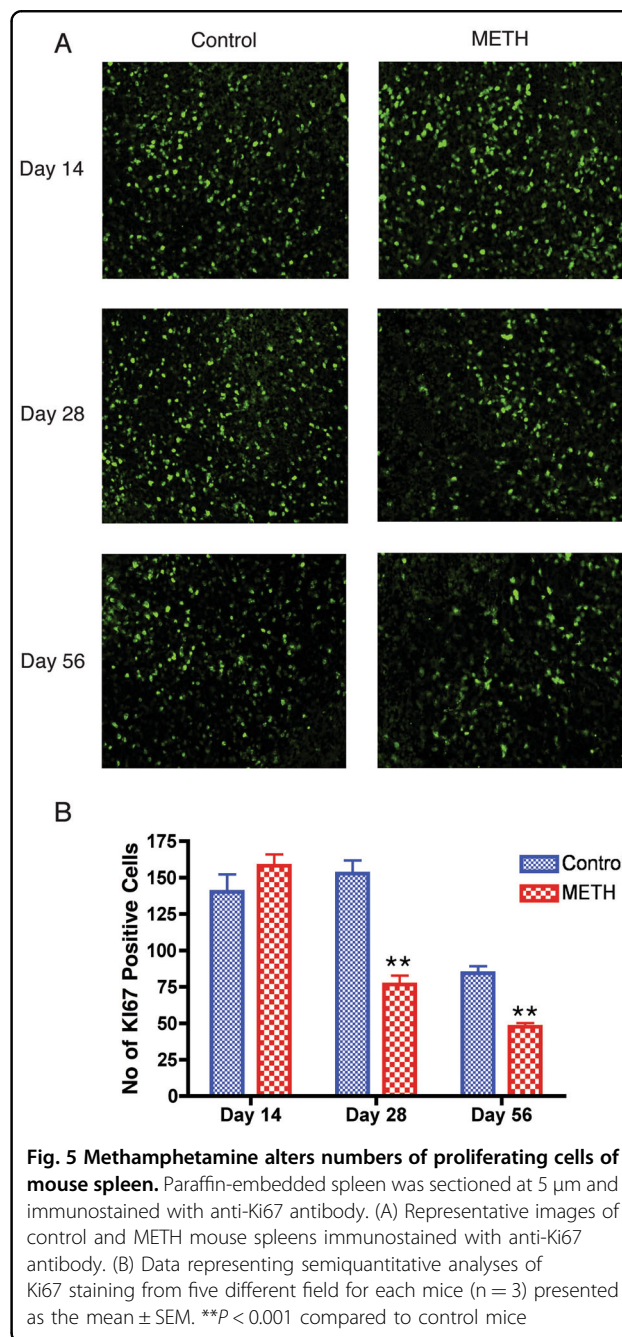 A
Control METH
Day 14
Day 28
Day 56
B
175
150
125
100
75
50
25
0
No of KI67 Positive Cells
Control
METH
**
**
Day 14 Day 28 Day 56
Fig. 5 Methamphetamine alters numbers of proliferating cells of
mouse spleen. Paraffin-embedded spleen was sectioned at 5 μm and
immunostained with anti-Ki67 antibody. (A) Representative images of
control and METH mouse spleens immunostained with anti-Ki67
antibody. (B) Data representing semiquantitative analyses of
Ki67 staining from five different field for each mice (n = 3) presented
as the mean ± SEM. **P < 0.001 compared to control mice